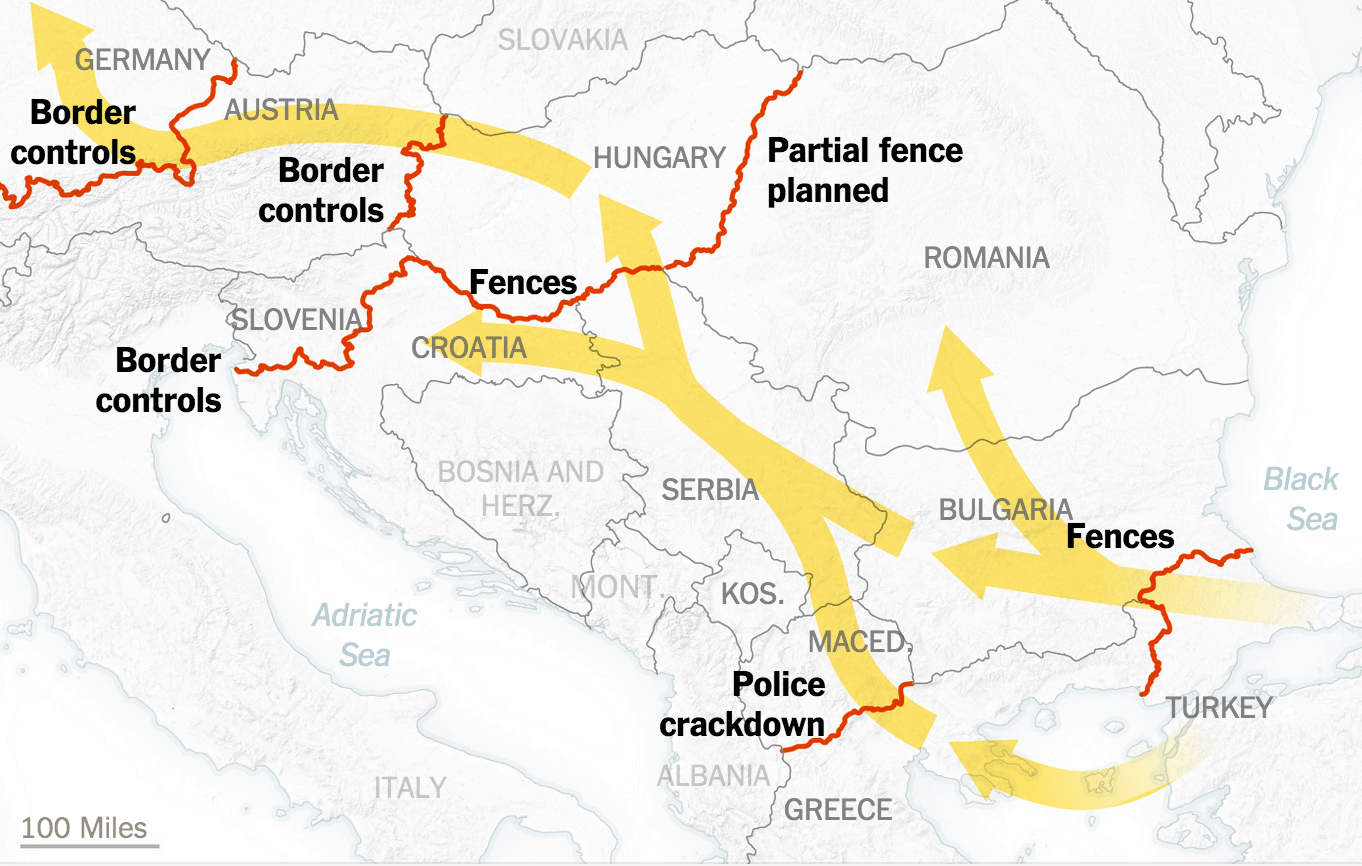 SLOVAKIA
GERMANY
Border
controls
AUSTRIA
Border
controls
HUNGARY
Partial fence
planned
ROMANIA
Fences
SLOVENIA
CROATIA
Border
controls
BOSNIA AND
HERZ.
SERBIA
BULGARIA
Fences
Black
Sea
MONT.
KOS.
Adriatic
Sea
MACED.
Police
crackdown
TURKEY
ALBANIA
ITALY
GREECE
100 Miles